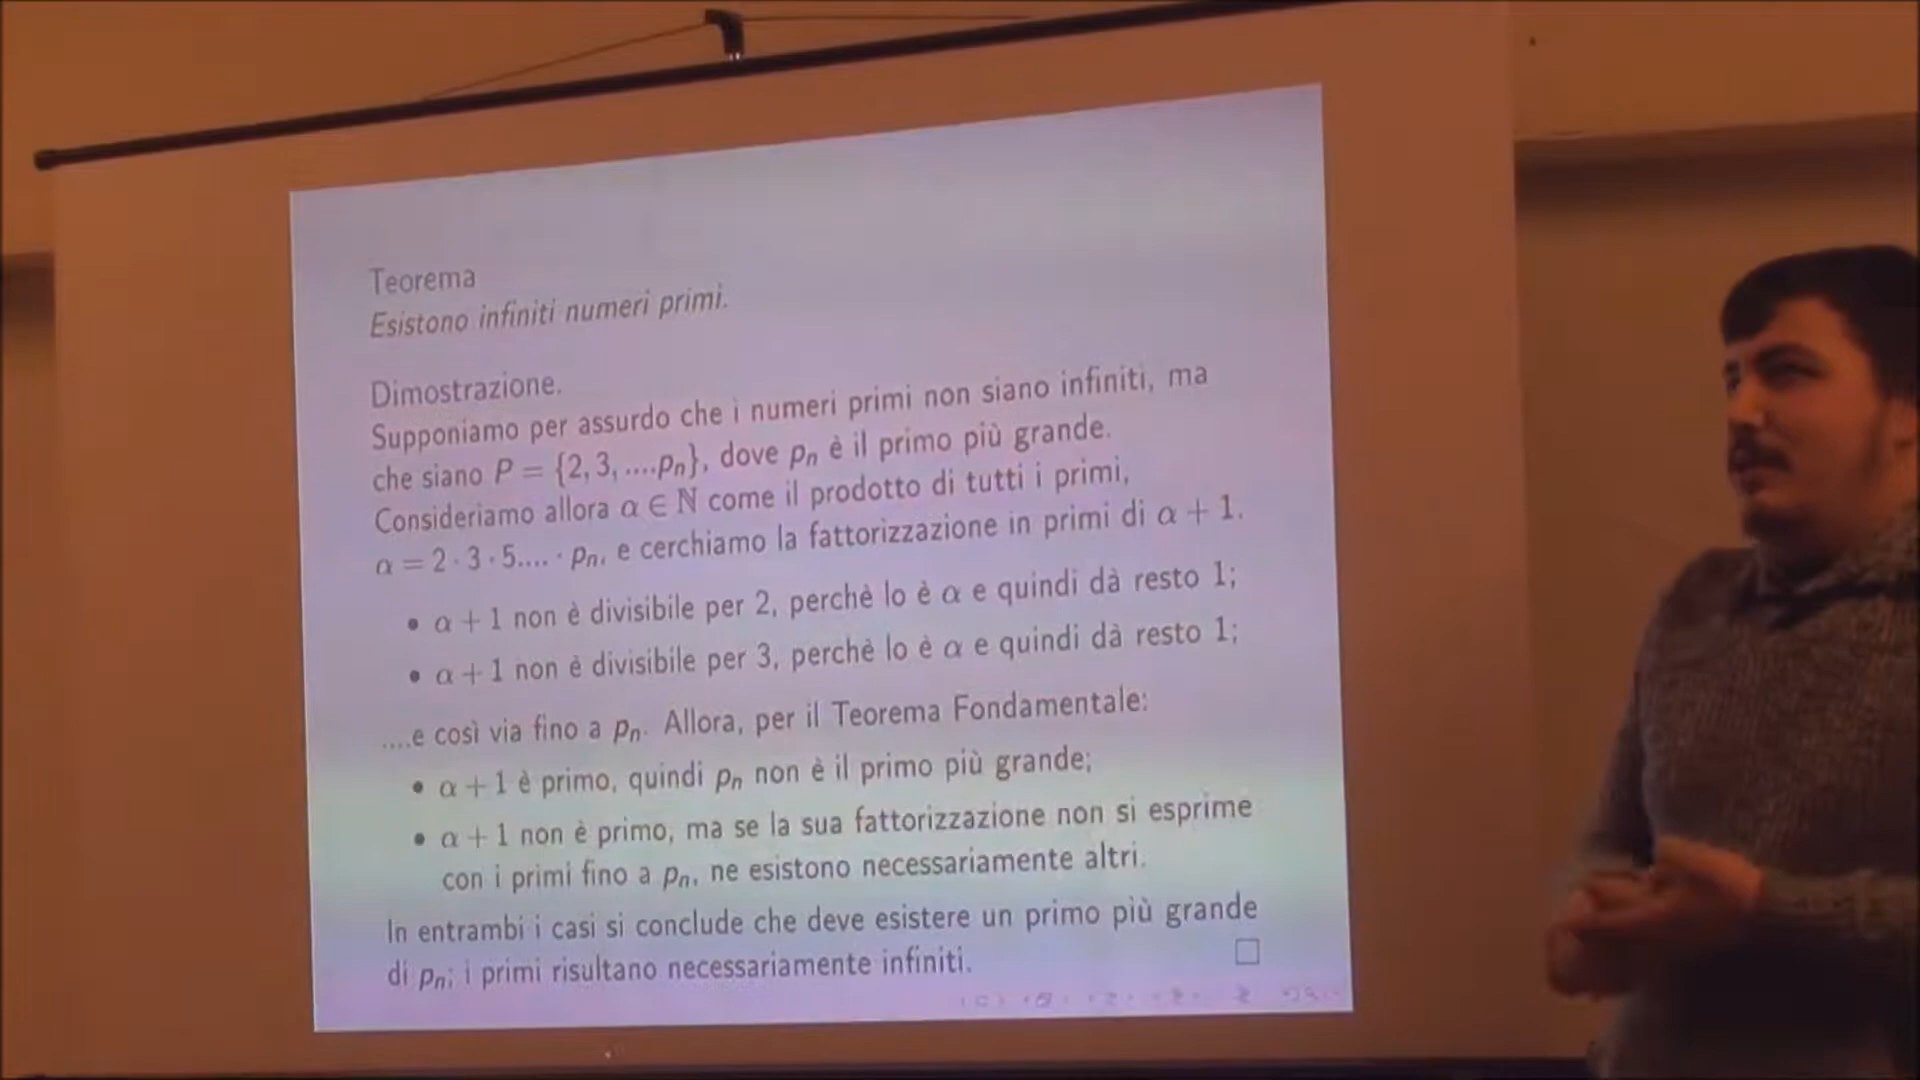 Teorema
Esistono infiniti numeri primi.
Dimostrazione.
Supponiamo per assurdo che i numeri primi non siano infiniti, ma
che siano P = {2, 3, ....pₙ}, dove pₙ è il primo più grande.
Consideriamo allora α ∈ ℕ come il prodotto di tutti i primi,
α = 2 · 3 · 5.... · pₙ, e cerchiamo la fattorizzazione in primi di α + 1.
• α + 1 non è divisibile per 2, perchè lo è α e quindi dà resto 1;
• α + 1 non è divisibile per 3, perchè lo è α e quindi dà resto 1;
....e così via fino a pₙ. Allora, per il Teorema Fondamentale:
• α + 1 è primo, quindi pₙ non è il primo più grande;
• α + 1 non è primo, ma se la sua fattorizzazione non si esprime
con i primi fino a pₙ, ne esistono necessariamente altri.
In entrambi i casi si conclude che deve esistere un primo più grande
di pₙ; i primi risultano necessariamente infiniti. □